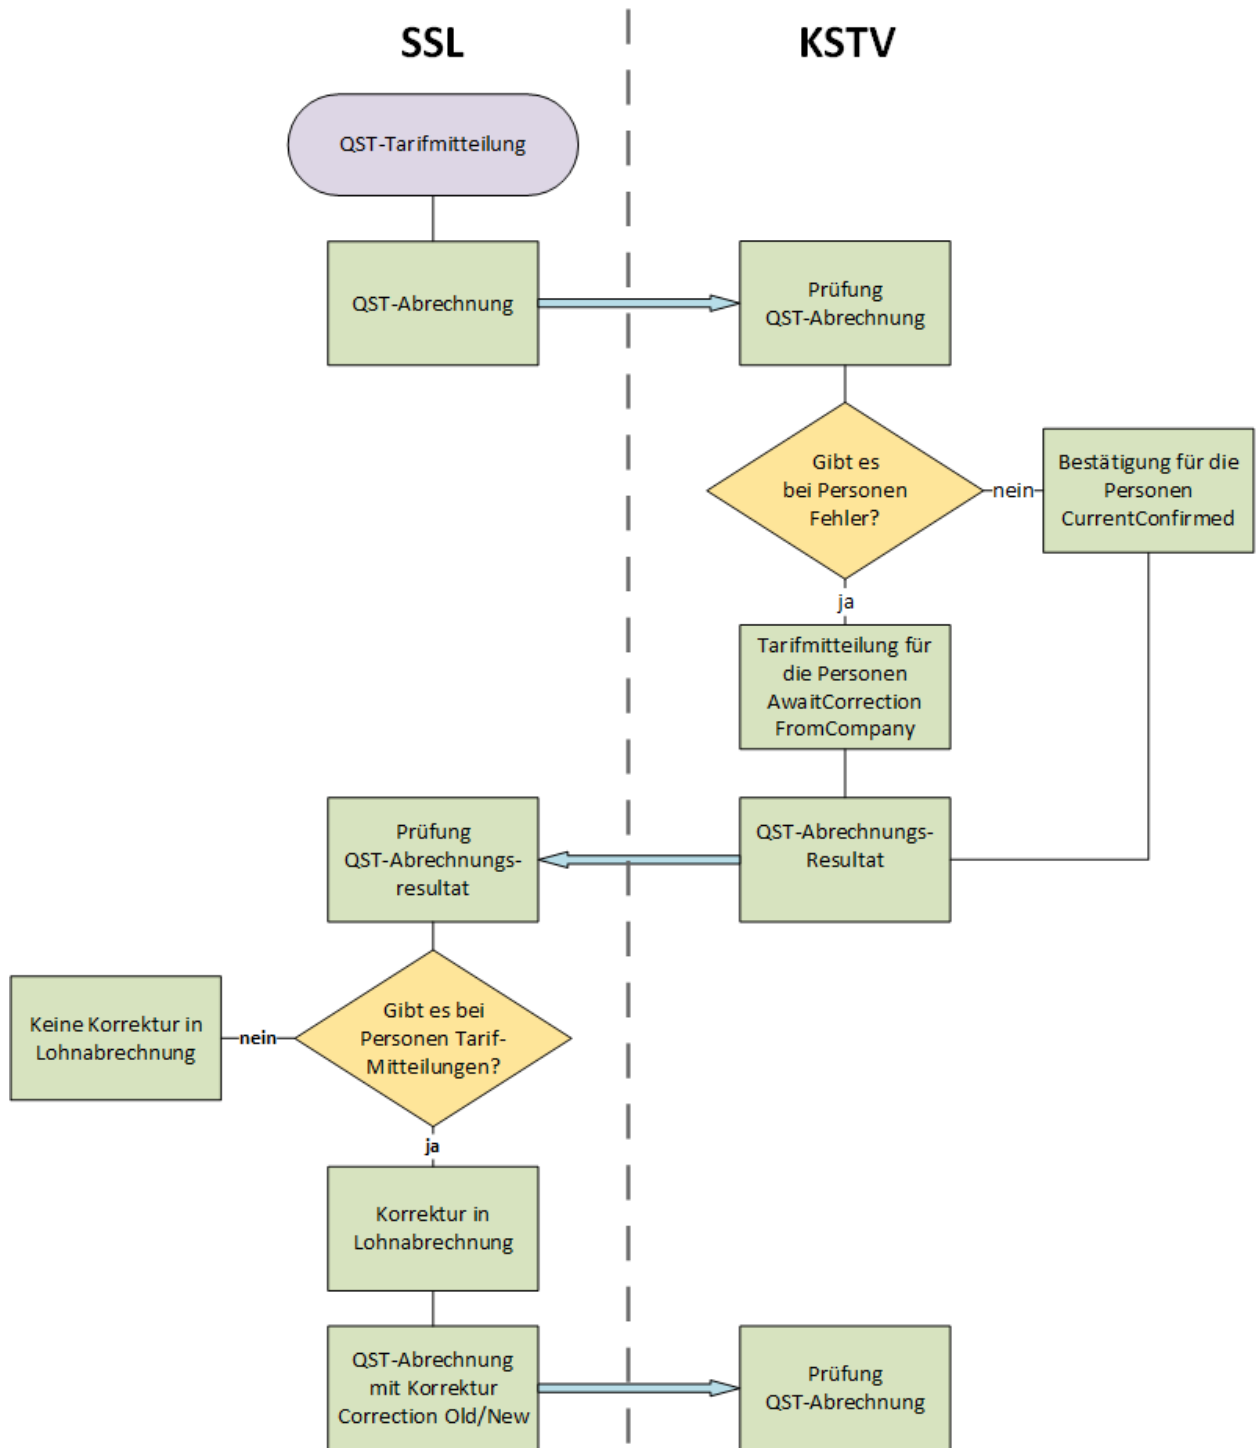 SSL
KSTV
QST-Tarifmitteilung
QST-Abrechnung
Prüfung
QST-Abrechnung
Gibt es
bei Personen
Fehler?
nein
Bestätigung für die
Personen
CurrentConfirmed
ja
Tarifmitteilung für
die Personen
AwaitCorrection
FromCompany
Prüfung
QST-Abrechnungs-
resultat
QST-Abrechnungs-
Resultat
Keine Korrektur in
Lohnabrechnung
nein
Gibt es bei
Personen Tarif-
Mitteilungen?
ja
Korrektur in
Lohnabrechnung
QST-Abrechnung
mit Korrektur
Correction Old/New
Prüfung
QST-Abrechnung